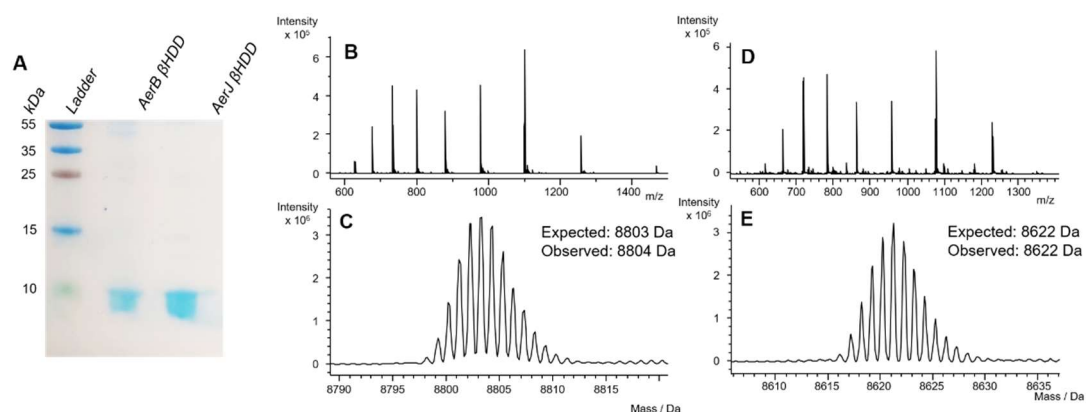 A
kDa
Ladder
AerB βHDD
AerJ βHDD
55
35
25
15
10
B
Intensity
x 10⁵
6
4
2
0
600
800
1000
1200
1400
m/z
C
Intensity
x 10⁶
3
2
1
0
Expected: 8803 Da
Observed: 8804 Da
8790
8795
8800
8805
8810
8815
Mass / Da
D
Intensity
x 10⁵
6
4
2
0
600
700
800
900
1000
1100
1200
1300
m/z
E
Intensity
x 10⁶
3
2
1
0
Expected: 8622 Da
Observed: 8622 Da
8610
8615
8620
8625
8630
8635
Mass / Da